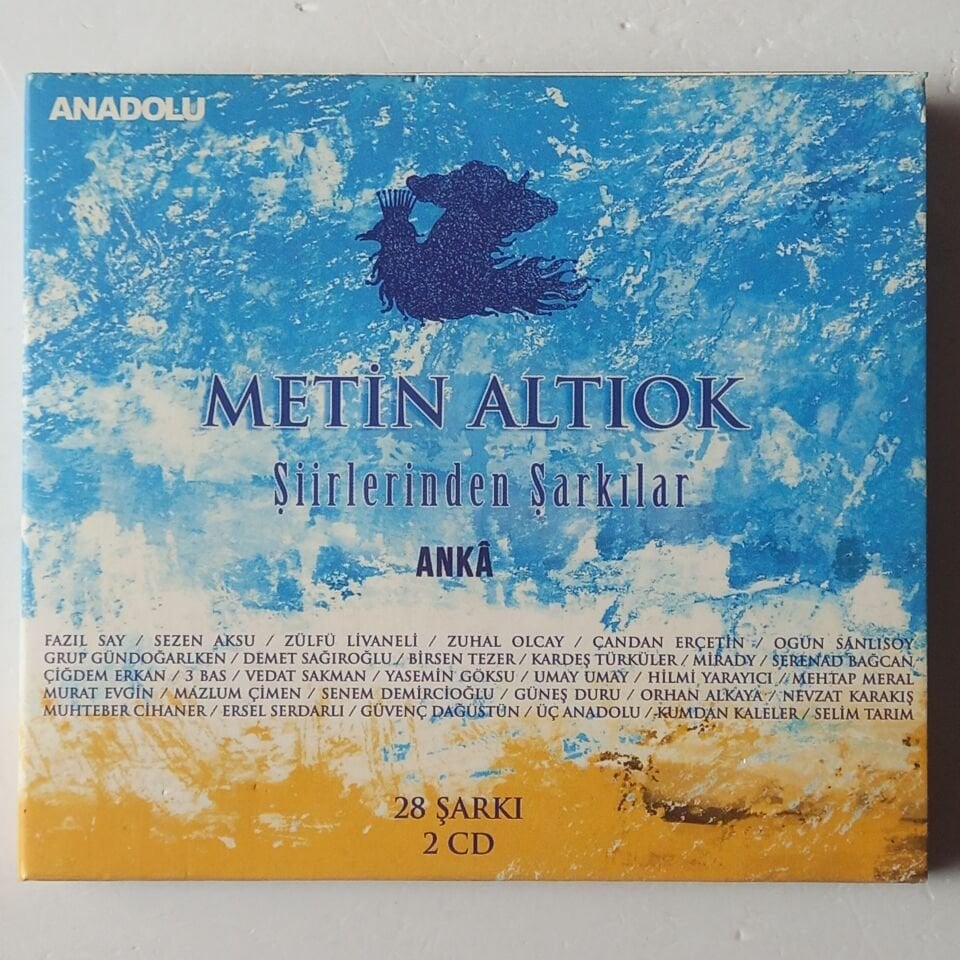 ANADOLU
METİN ALTIOK
Şiirlerinden Şarkılar
ANKÂ
FAZIL SAY / SEZEN AKSU / ZÜLFÜ LİVANELİ / ZUHAL OLCAY / ÇANDAN ERÇETİN / OGÜN SANLISOY
GRUP GÜNDOĞARLKEN / DEMET SAĞIROĞLU / BİRSEN TEZER / KARDEŞ TÜRKÜLER / MİRADY / SERENAD BAĞCAN
ÇİĞDEM ERKAN / 3 BAS / VEDAT SAKMAN / YASEMİN GÖKSU / UMAY UMAY / HİLMİ YARAYICI / MEHTAP MERAL
MURAT EVGİN / MAZLUM ÇİMEN / SENEM DEMİRCİOĞLU / GÜNEŞ DURU / ORHAN ALKAYA / NEVZAT KARAKIŞ
MUHTEBER CİHANER / ERSEL SERDARLI / GÜVENÇ DAĞÜSTÜN / ÜÇ ANADOLU / KUMDAN KALELER / SELİM TARIM
28 ŞARKI
2 CD